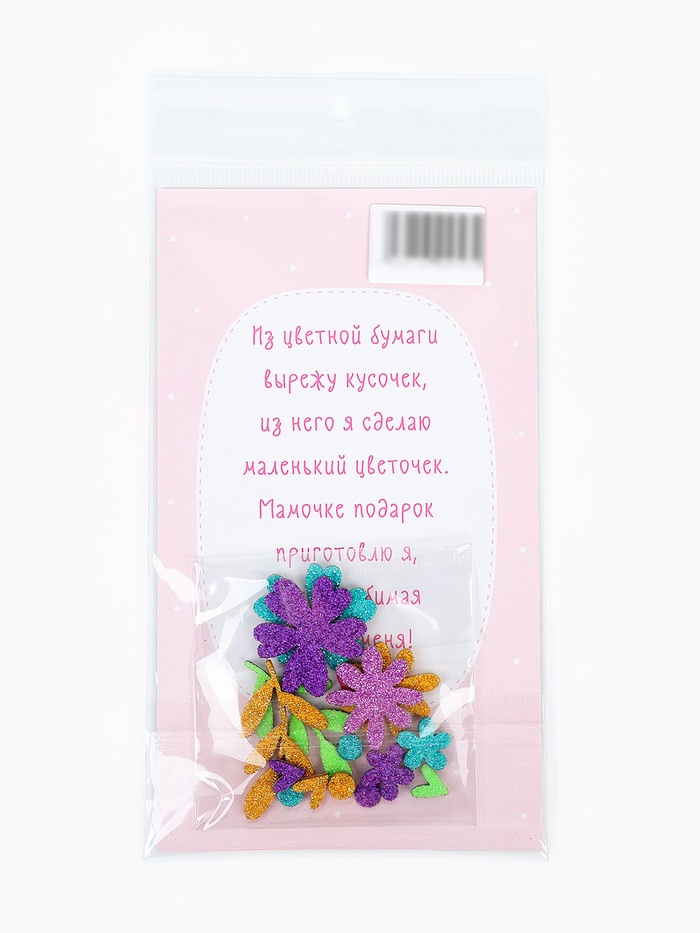 Из цветной бумаги
вырежу кусочек,
из него я сделаю
маленький цветочек.
Мамочке подарок
приготовлю я,